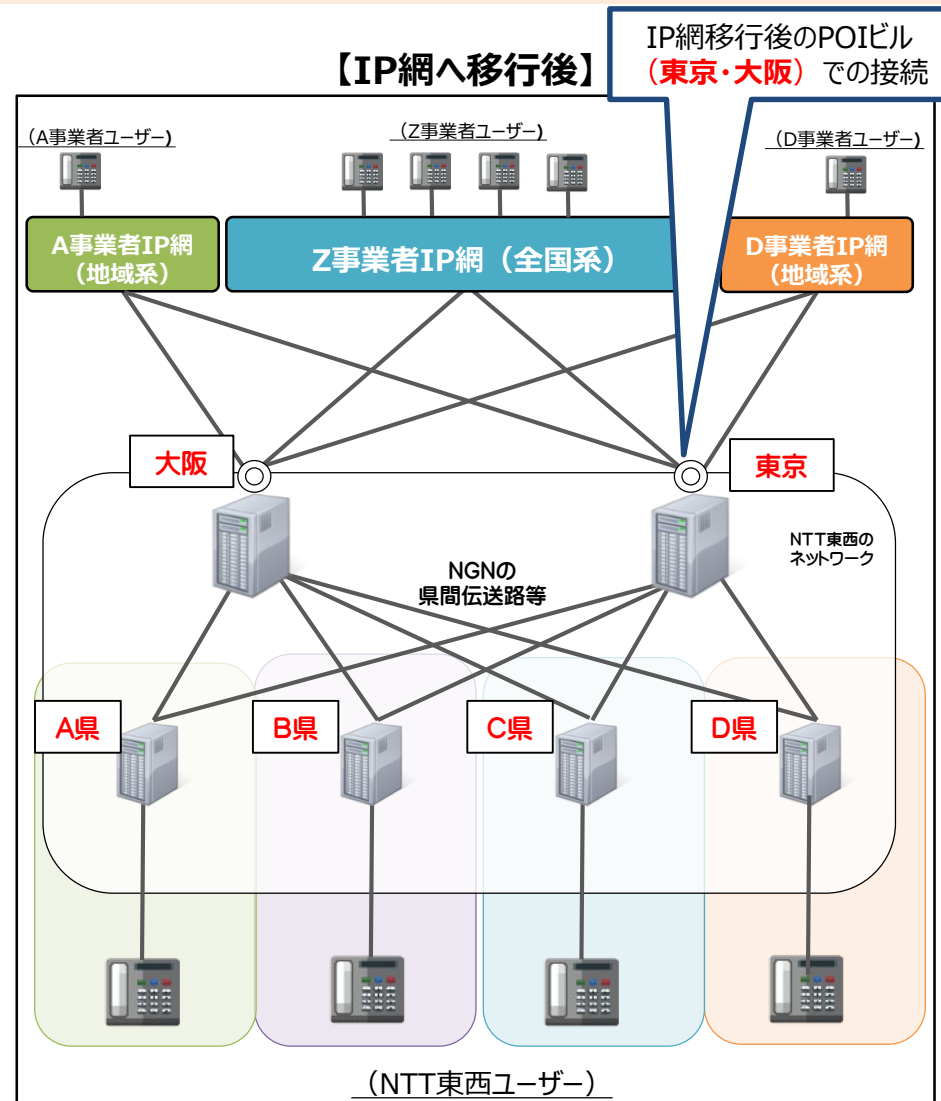 IP網移行後のPOIビル
（東京・大阪）での接続
【IP網へ移行後】
（A事業者ユーザー)
（Z事業者ユーザー)
（D事業者ユーザー)
A事業者IP網
（地域系）
Z事業者IP網（全国系）
D事業者IP網
（地域系）
大阪
東京
NTT東西の
ネットワーク
NGNの
県間伝送路等
A県
B県
C県
D県
（NTT東西ユーザー）